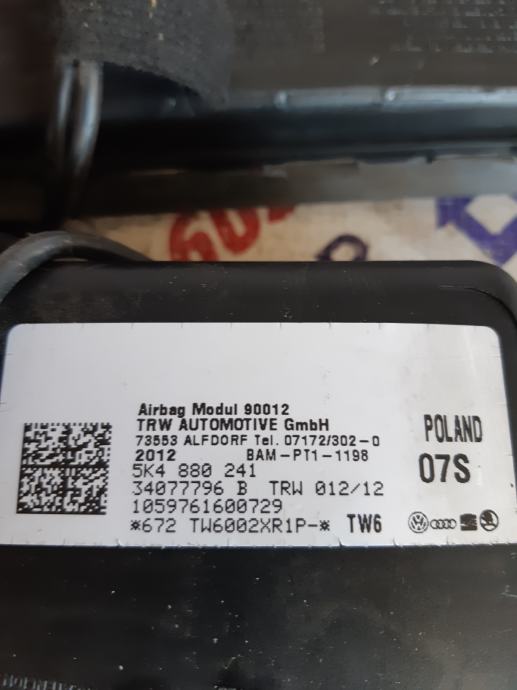 Airbag Modul 90012
TRW AUTOMOTIVE GmbH
73553 ALFDORF Tel. 07172/302-0
2012 BAM-PT1-1198
5K4 880 241
34077796 B TRW 012/12
1059761600729
*672 TW6002XR1P-* TW6
POLAND
07S